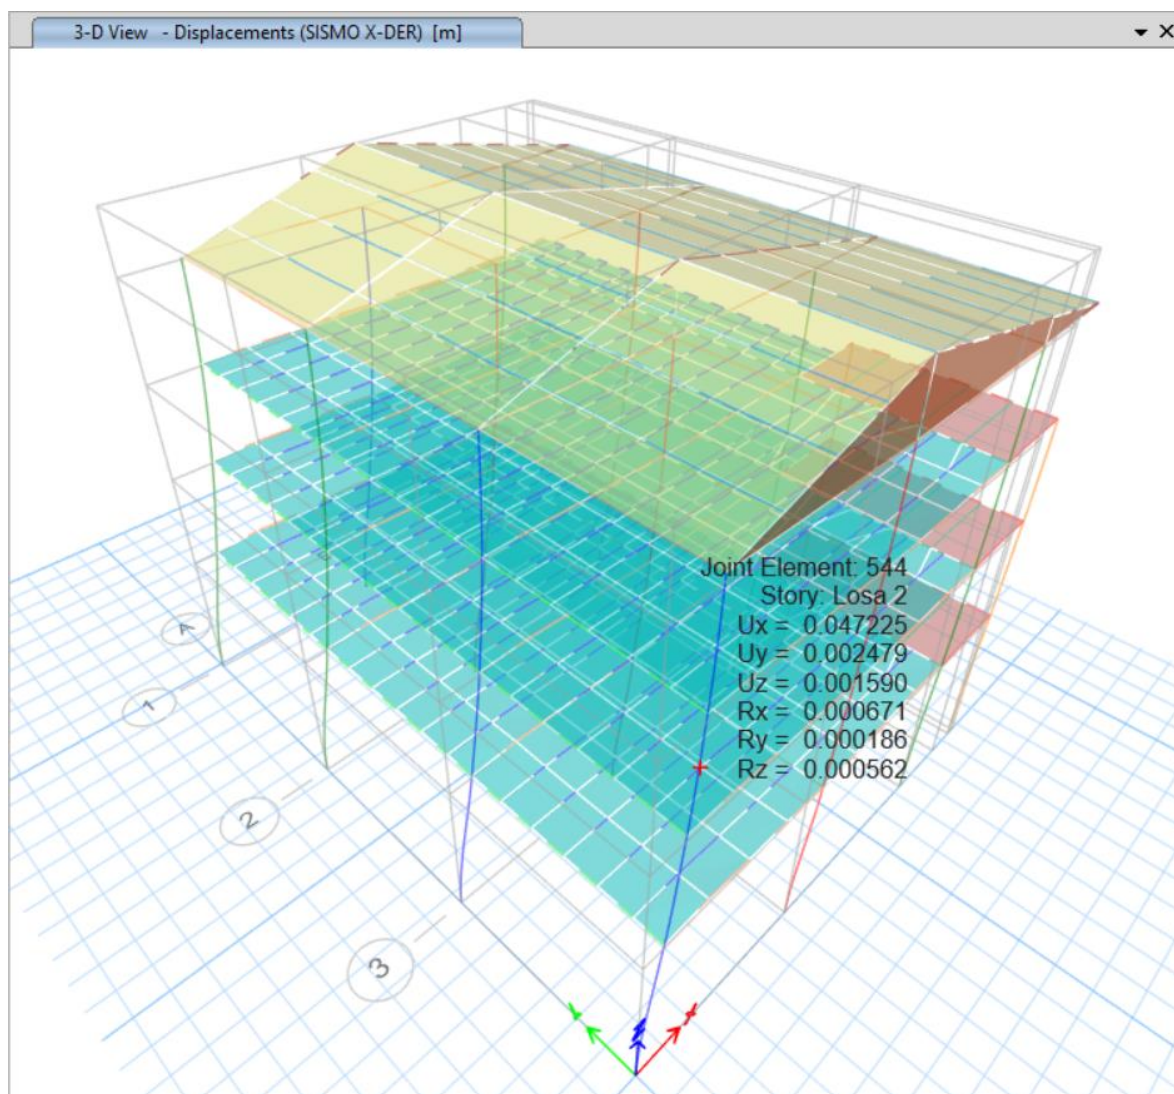 3-D View - Displacements (SISMO X-DER) [m]
Joint Element: 544
Story: Losa 2
Ux = 0.047225
Uy = 0.002479
Uz = 0.001590
Rx = 0.000671
Ry = 0.000186
Rz = 0.000562
A
1
2
3